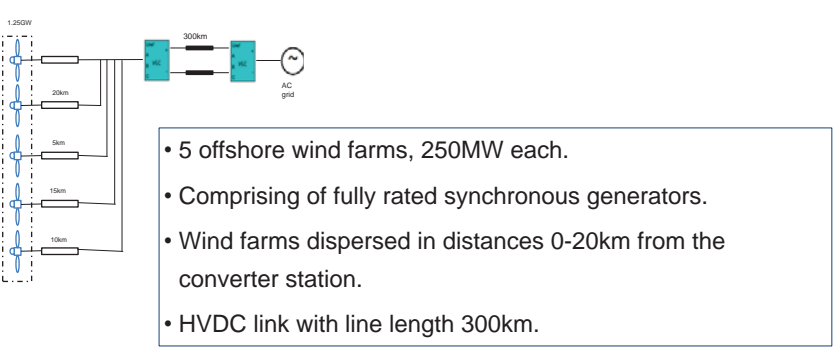 1.25GW
300km
AC
grid
20km
5km
15km
10km
• 5 offshore wind farms, 250MW each.
• Comprising of fully rated synchronous generators.
• Wind farms dispersed in distances 0-20km from the
converter station.
• HVDC link with line length 300km.